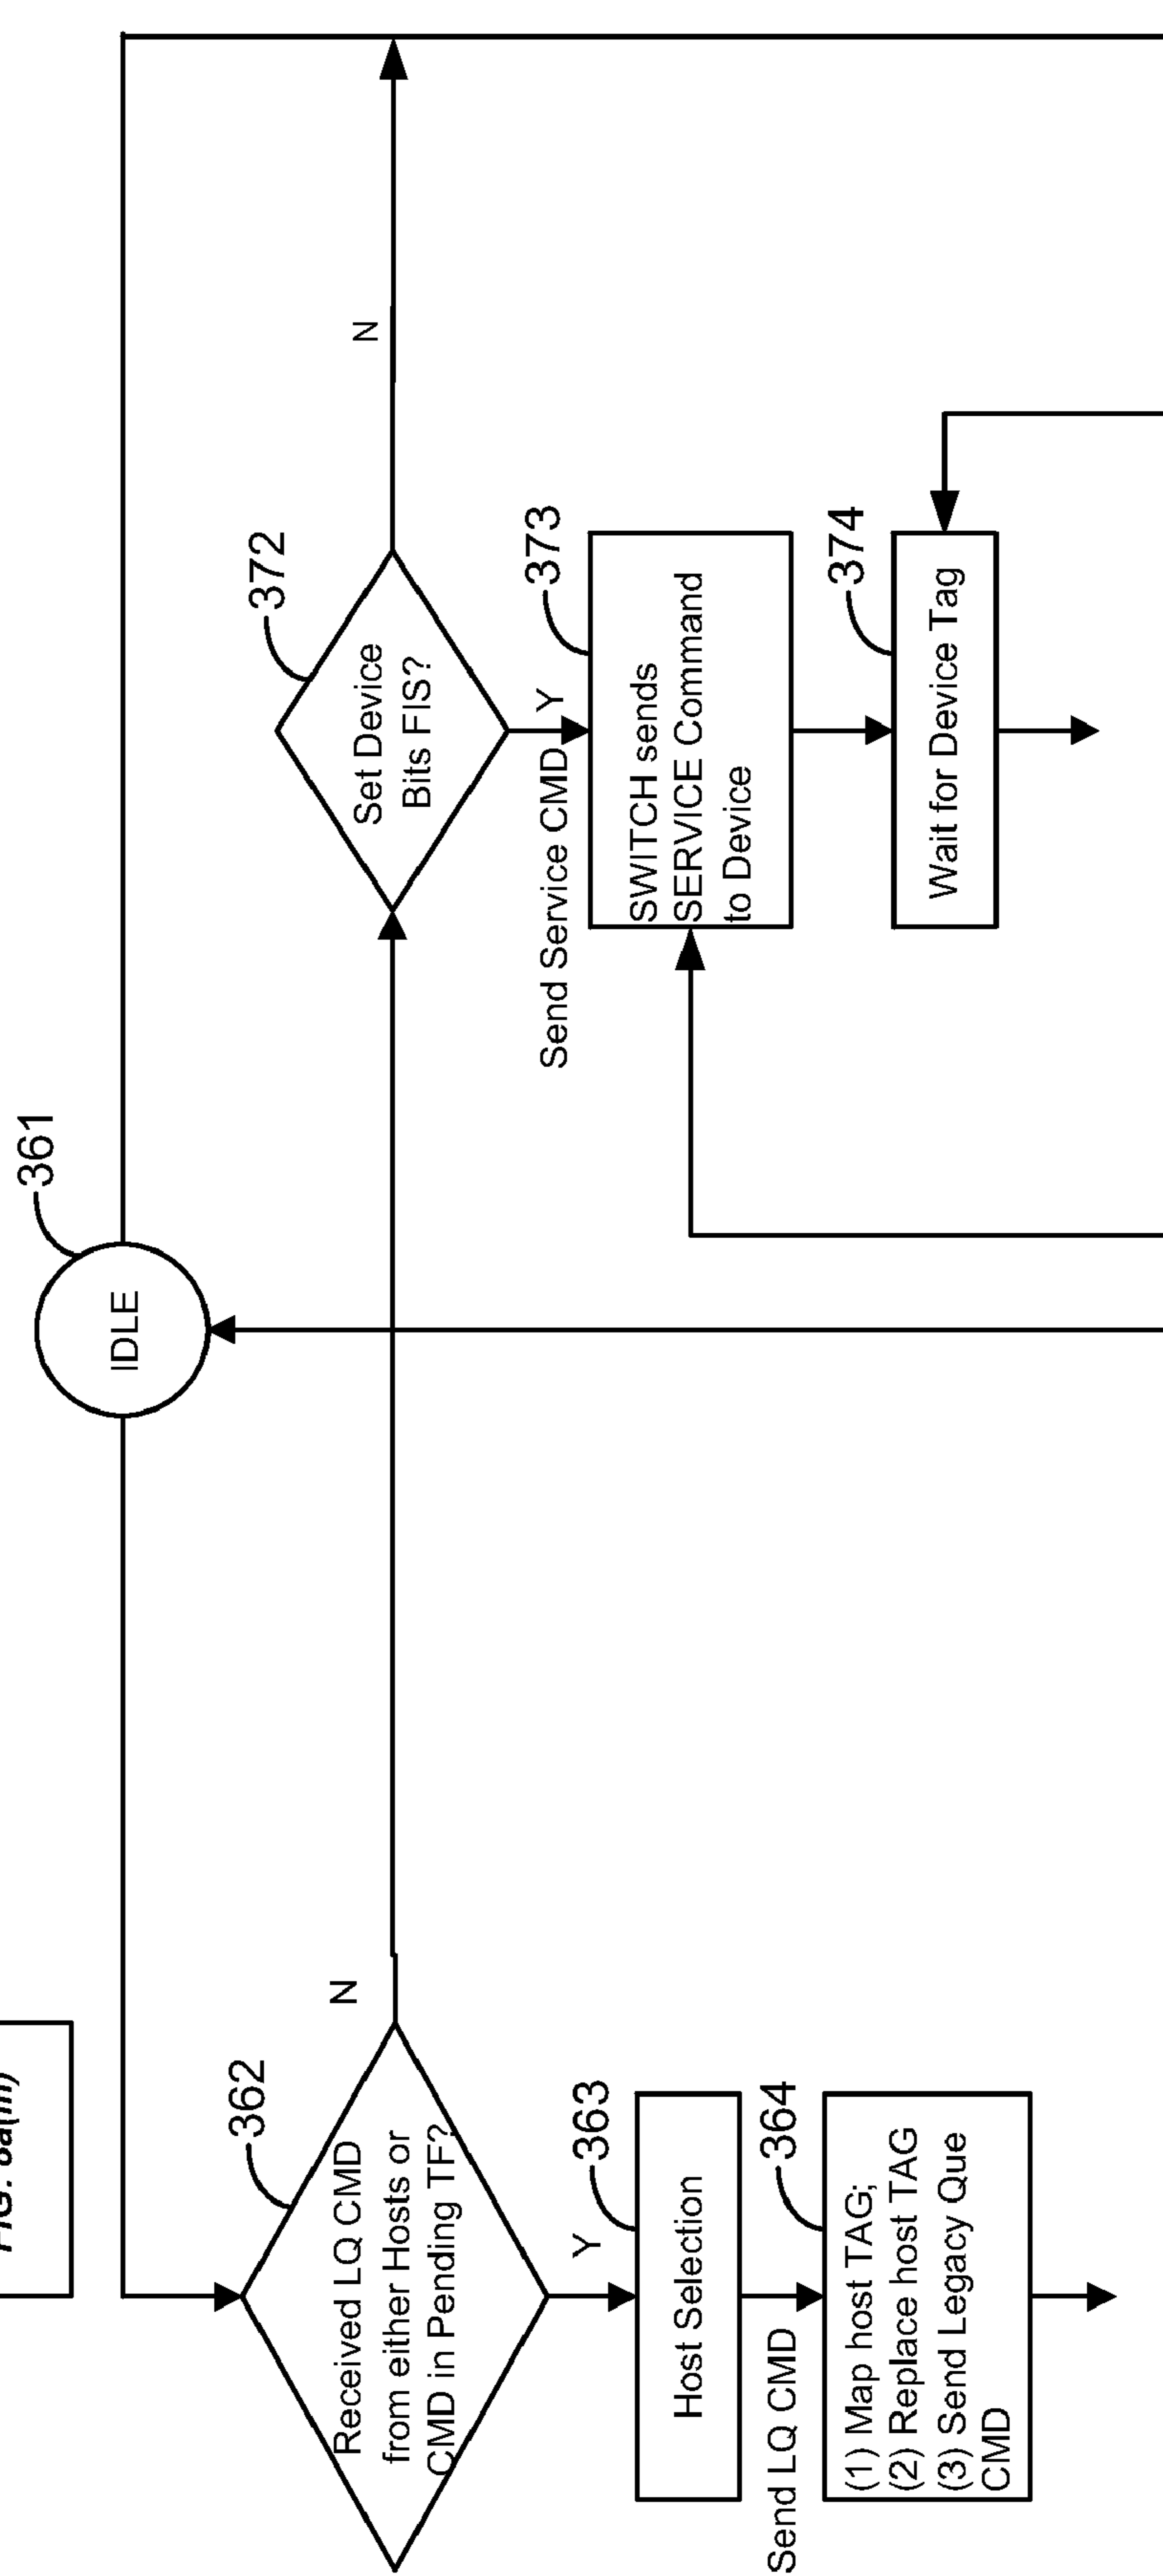 361
IDLE
362
Received LQ CMD
from either Hosts or
CMD in Pending TF?
N
Y
363
Host Selection
Send LQ CMD
364
(1) Map host TAG;
(2) Replace host TAG
(3) Send Legacy Que
CMD
372
Set Device
Bits FIS?
N
Y
Send Service CMD
373
SWITCH sends
SERVICE Command
to Device
374
Wait for Device Tag